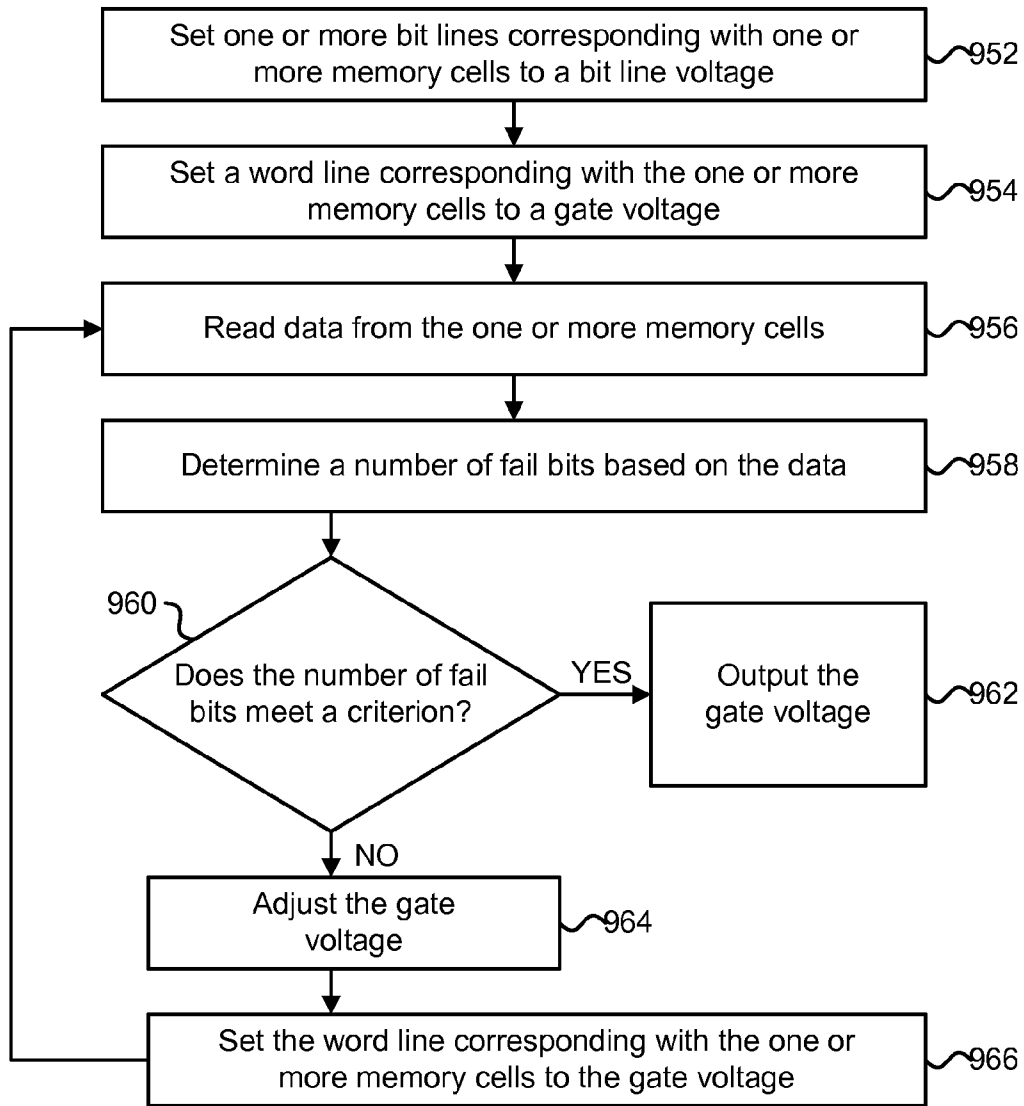 Set one or more bit lines corresponding with one or
more memory cells to a bit line voltage
952
Set a word line corresponding with the one or more
memory cells to a gate voltage
954
Read data from the one or more memory cells
956
Determine a number of fail bits based on the data
958
960
Does the number of fail
bits meet a criterion?
YES
Output the
gate voltage
962
NO
Adjust the gate
voltage
964
Set the word line corresponding with the one or
more memory cells to the gate voltage
966